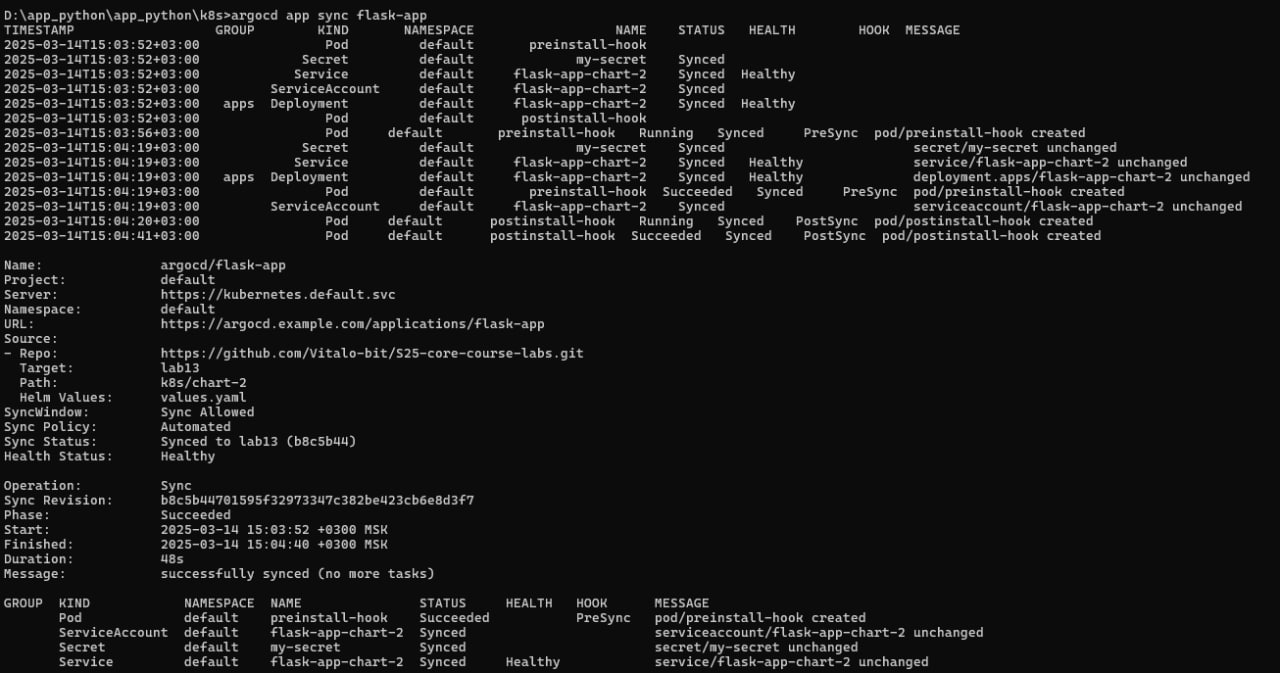 D:\app_python\app_python\k8s>argocd app sync flask-app
TIMESTAMP                  GROUP        KIND       NAMESPACE                  NAME    STATUS   HEALTH        HOOK  MESSAGE
2025-03-14T15:03:52+03:00                Pod         default       preinstall-hook
2025-03-14T15:03:52+03:00             Secret         default             my-secret    Synced
2025-03-14T15:03:52+03:00            Service         default     flask-app-chart-2    Synced  Healthy
2025-03-14T15:03:52+03:00         ServiceAccount     default     flask-app-chart-2    Synced
2025-03-14T15:03:52+03:00   apps  Deployment         default     flask-app-chart-2    Synced  Healthy
2025-03-14T15:03:52+03:00                Pod         default      postinstall-hook
2025-03-14T15:03:56+03:00                Pod     default       preinstall-hook   Running   Synced     PreSync  pod/preinstall-hook created
2025-03-14T15:04:19+03:00             Secret         default             my-secret    Synced                        secret/my-secret unchanged
2025-03-14T15:04:19+03:00            Service         default     flask-app-chart-2    Synced   Healthy              service/flask-app-chart-2 unchanged
2025-03-14T15:04:19+03:00   apps  Deployment         default     flask-app-chart-2    Synced   Healthy              deployment.apps/flask-app-chart-2 unchanged
2025-03-14T15:04:19+03:00                Pod         default       preinstall-hook  Succeeded   Synced     PreSync  pod/preinstall-hook created
2025-03-14T15:04:19+03:00         ServiceAccount     default     flask-app-chart-2    Synced                        serviceaccount/flask-app-chart-2 unchanged
2025-03-14T15:04:20+03:00                Pod     default      postinstall-hook   Running   Synced    PostSync  pod/postinstall-hook created
2025-03-14T15:04:41+03:00                Pod     default      postinstall-hook  Succeeded   Synced    PostSync  pod/postinstall-hook created
Name:               argocd/flask-app
Project:            default
Server:             https://kubernetes.default.svc
Namespace:          default
URL:                https://argocd.example.com/applications/flask-app
Source:
- Repo:             https://github.com/Vitalo-bit/S25-core-course-labs.git
  Target:           lab13
  Path:             k8s/chart-2
  Helm Values:      values.yaml
SyncWindow:         Sync Allowed
Sync Policy:        Automated
Sync Status:        Synced to lab13 (b8c5b44)
Health Status:      Healthy
Operation:          Sync
Sync Revision:      b8c5b44701595f32973347c382be423cb6e8d3f7
Phase:              Succeeded
Start:              2025-03-14 15:03:52 +0300 MSK
Finished:           2025-03-14 15:04:40 +0300 MSK
Duration:           48s
Message:            successfully synced (no more tasks)
GROUP  KIND            NAMESPACE  NAME               STATUS     HEALTH   HOOK      MESSAGE
       Pod             default    preinstall-hook    Succeeded           PreSync   pod/preinstall-hook created
       ServiceAccount  default    flask-app-chart-2  Synced                        serviceaccount/flask-app-chart-2 unchanged
       Secret          default    my-secret          Synced                        secret/my-secret unchanged
       Service         default    flask-app-chart-2  Synced     Healthy            service/flask-app-chart-2 unchanged